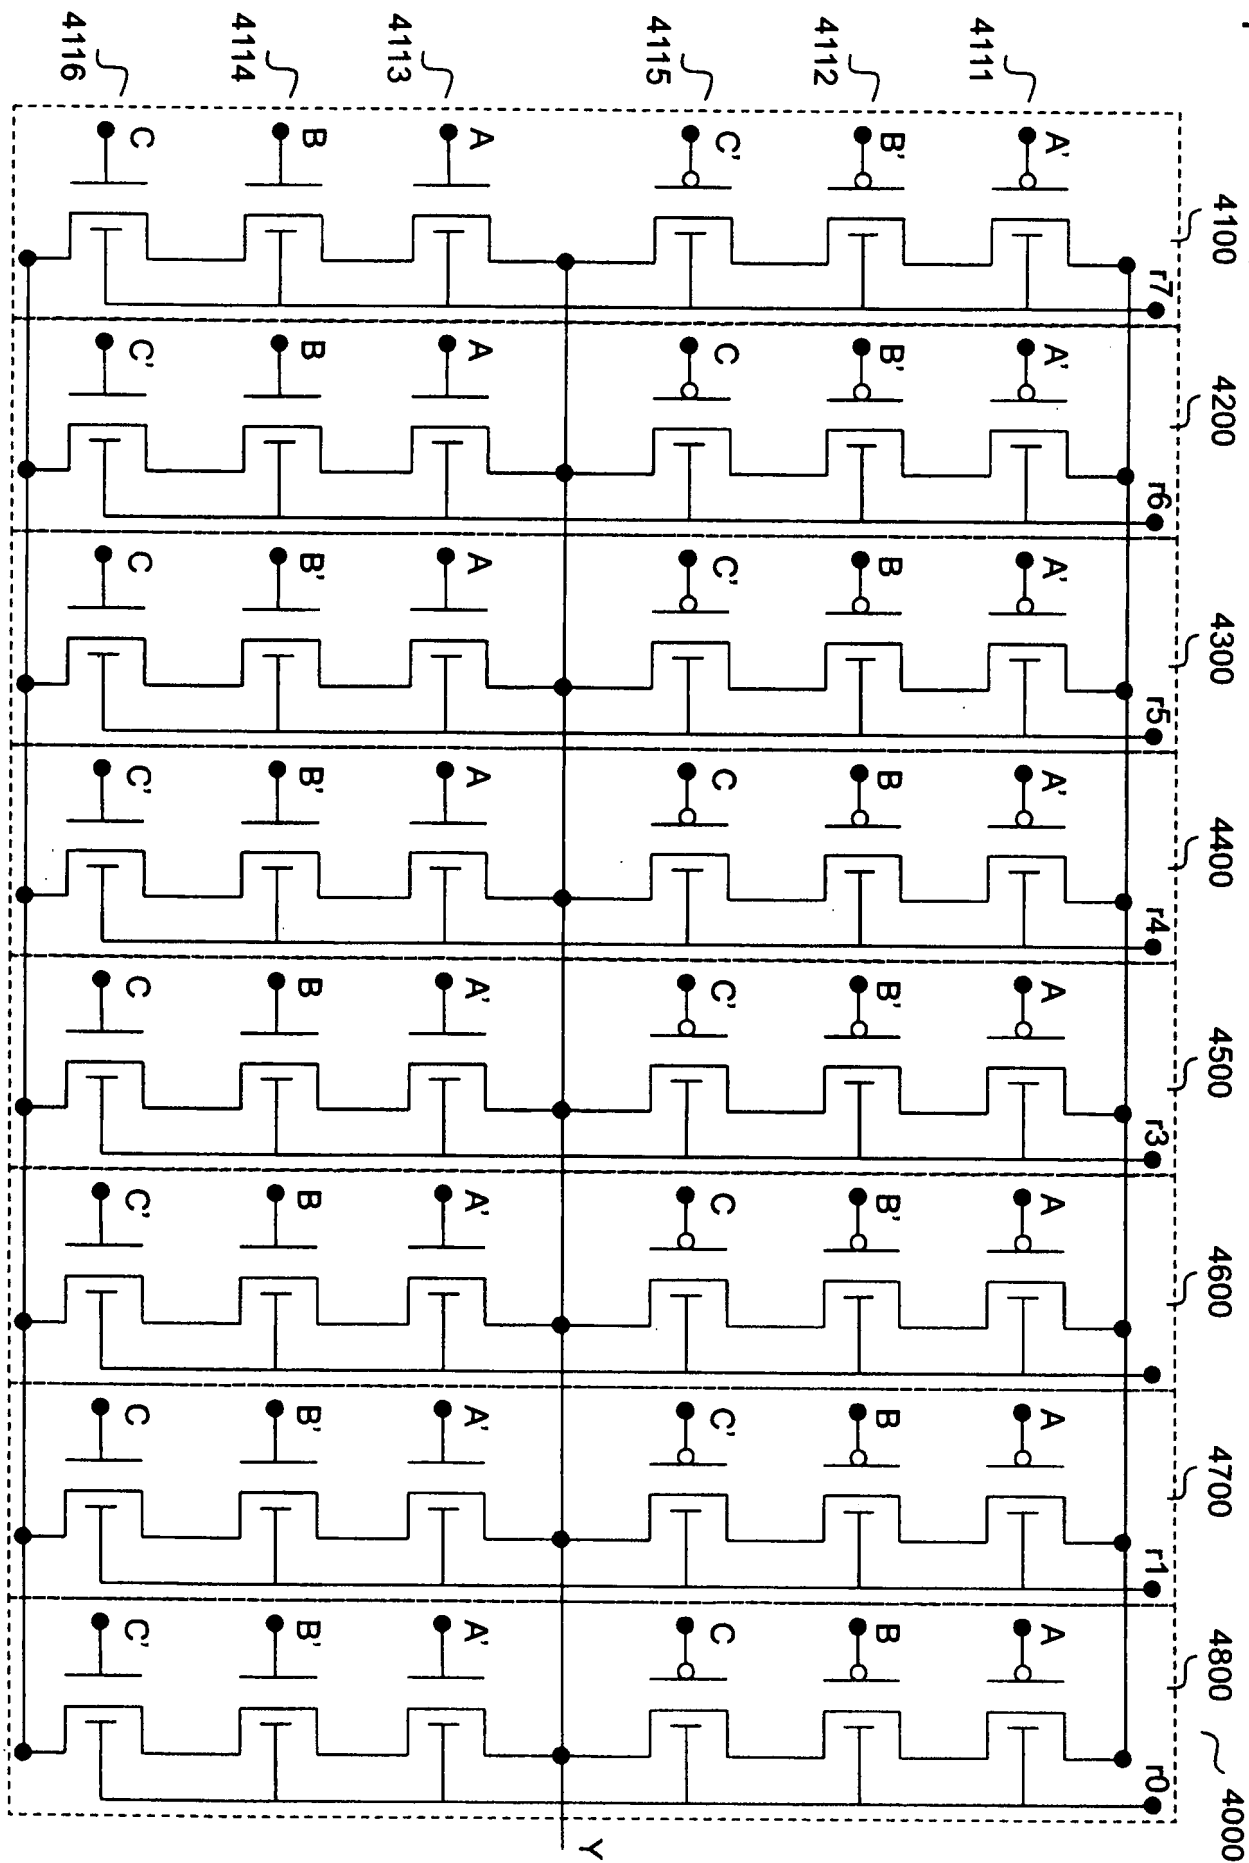 4000
4100 4200 4300 4400 4500 4600 4700 4800
r7 r6 r5 r4 r3 r1 r0
A' A' A' A' A A A A
4111
B' B' B B B' B' B B
4112
C' C C' C C' C C' C
4115
Y
A A A A A' A' A' A'
4113
B B B' B' B B B' B'
4114
C C' C C' C C' C C'
4116